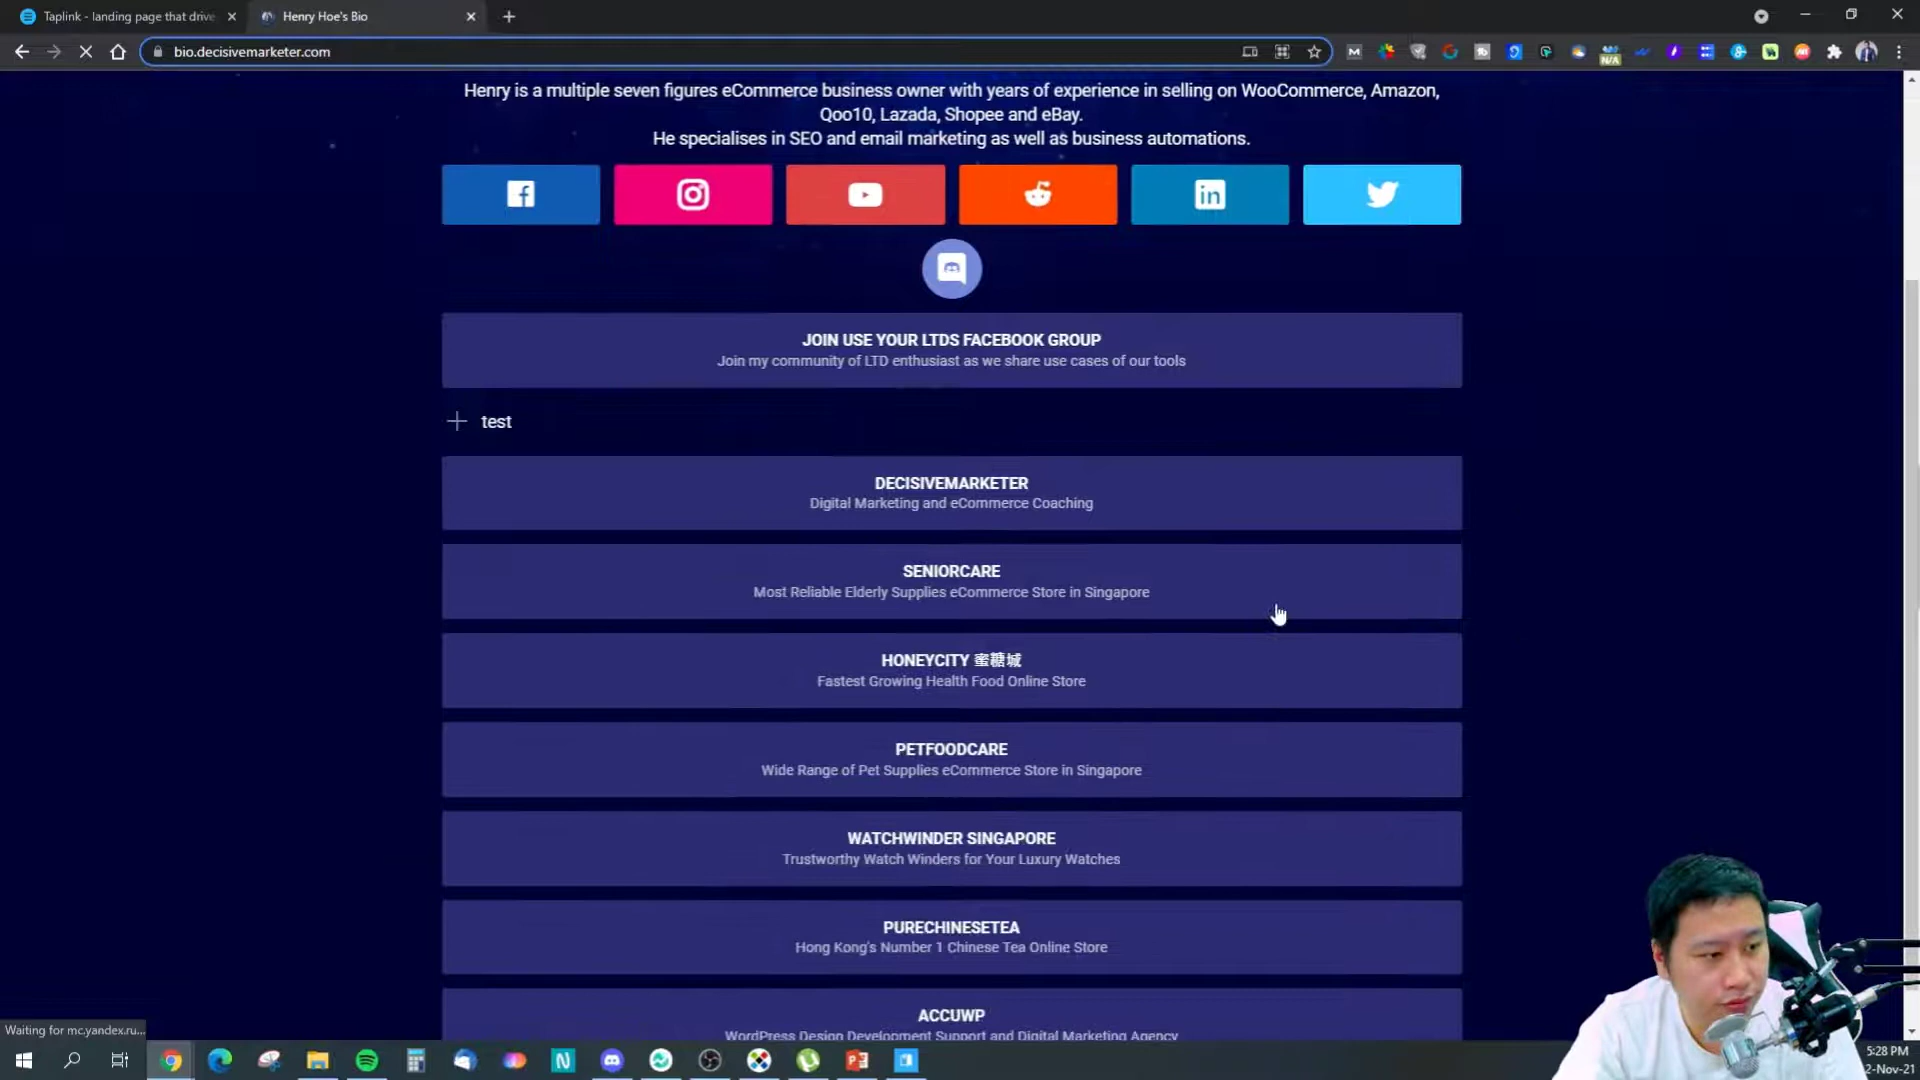 Taplink - landing page that drive
Henry Hoe's Bio
bio.decisivemarketer.com
N/A
Henry is a multiple seven figures eCommerce business owner with years of experience in selling on WooCommerce, Amazon,
Qoo10, Lazada, Shopee and eBay.
He specialises in SEO and email marketing as well as business automations.
JOIN USE YOUR LTDS FACEBOOK GROUP
Join my community of LTD enthusiast as we share use cases of our tools
test
DECISIVEMARKETER
Digital Marketing and eCommerce Coaching
SENIORCARE
Most Reliable Elderly Supplies eCommerce Store in Singapore
HONEYCITY 蜜糖城
Fastest Growing Health Food Online Store
PETFOODCARE
Wide Range of Pet Supplies eCommerce Store in Singapore
WATCHWINDER SINGAPORE
Trustworthy Watch Winders for Your Luxury Watches
PURECHINESETEA
Hong Kong's Number 1 Chinese Tea Online Store
ACCUWP
WordPress Design Development Support and Digital Marketing Agency
Waiting for mc.yandex.ru...
5:28 PM
2-Nov-21